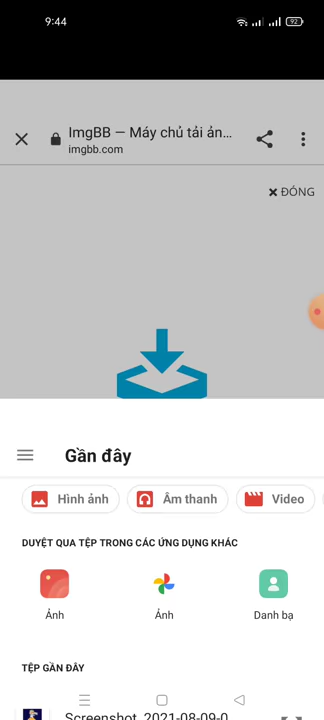 9:44
92
ImgBB — Máy chủ tải ản...
imgbb.com
ĐÓNG
Gần đây
Hình ảnh
Âm thanh
Video
DUYỆT QUA TỆP TRONG CÁC ỨNG DỤNG KHÁC
Ảnh
Ảnh
Danh bạ
TỆP GẦN ĐÂY
Screenshot_2021-08-09-0